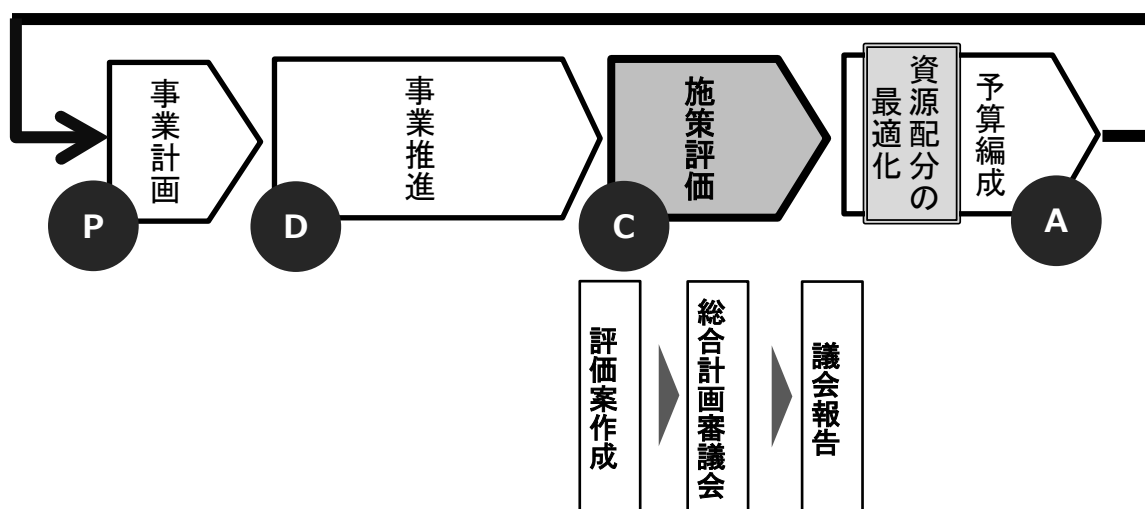 事業計画
P
事業推進
D
施策評価
C
資源配分の
最適化
予算編成
A
評価案作成
総合計画審議会
議会報告